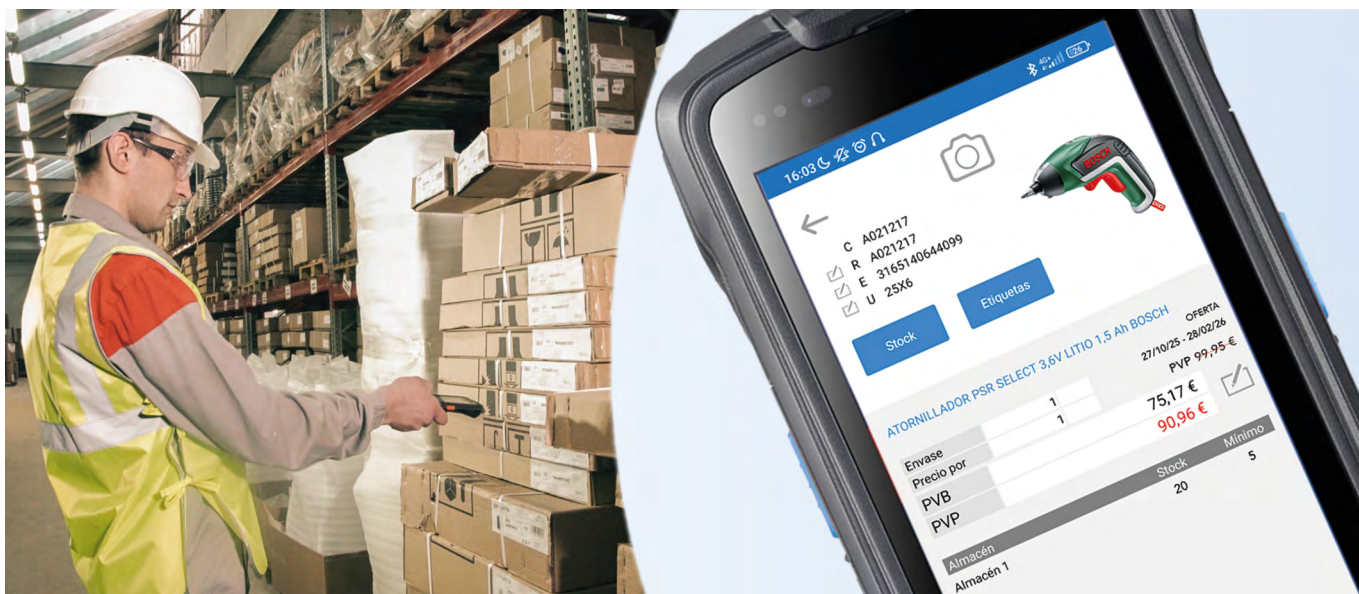 16:03
4G+
26
BOSCH
C A021217
R A021217
E 3165140644099
U 25X6
Stock
Etiquetas
ATORNILLADOR PSR SELECT 3,6V LITIO 1,5 Ah BOSCH
OFERTA
27/10/25 - 28/02/26
PVP 99,95 €
Envase 1
Precio por 1
PVB 75,17 €
PVP 90,96 €
Almacén Stock Mínimo
Almacén 1 20 5